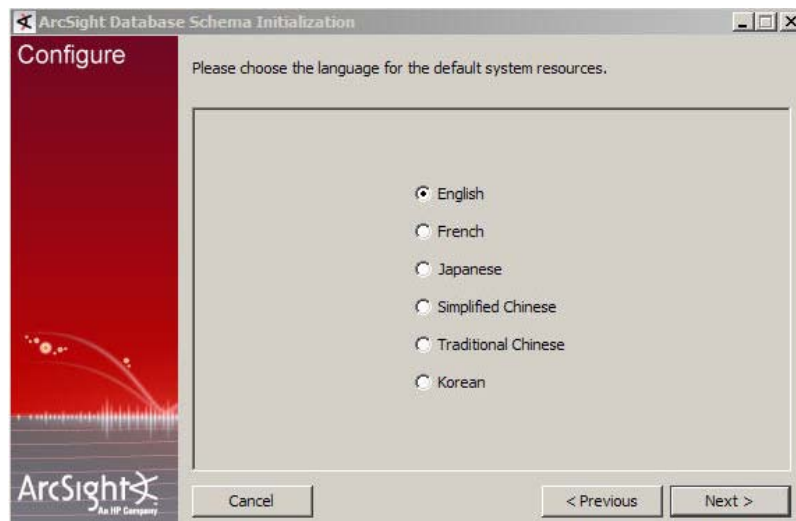 ArcSight Database Schema Initialization
Configure
Please choose the language for the default system resources.
English
French
Japanese
Simplified Chinese
Traditional Chinese
Korean
ArcSight
An HP Company
Cancel
< Previous
Next >